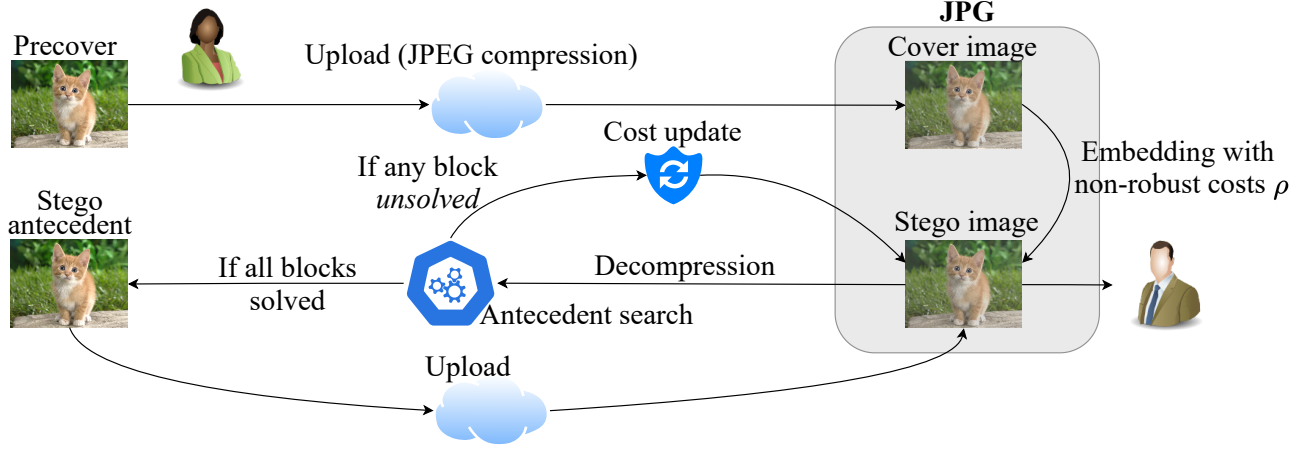 JPG
Precover
Upload (JPEG compression)
Cover image
Cost update
If any block
unsolved
Embedding with
non-robust costs ρ
Stego
antecedent
Stego image
If all blocks
solved
Decompression
Antecedent search
Upload